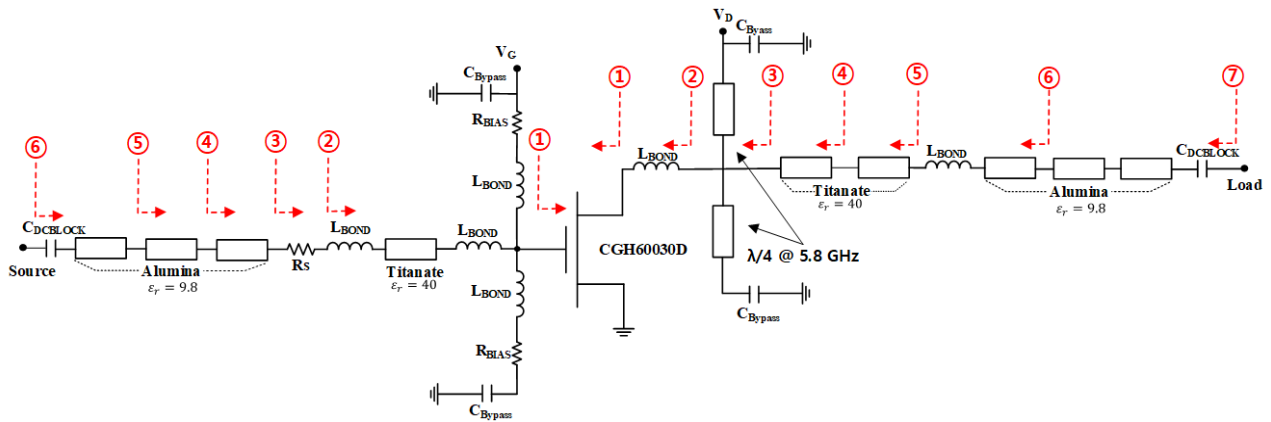 V_D
C_Bypass
V_G
C_Bypass
① ② ③ ④ ⑤ ⑥ ⑦
R_BIAS
⑥ ⑤ ④ ③ ② ①
L_BOND
L_BOND
L_BOND
C_DCBLOCK
Titanate
ε_r = 40
Alumina
ε_r = 9.8
Load
C_DCBLOCK
L_BOND
L_BOND
CGH60030D
λ/4 @ 5.8 GHz
Source
Alumina
ε_r = 9.8
R_S
Titanate
ε_r = 40
L_BOND
C_Bypass
R_BIAS
C_Bypass